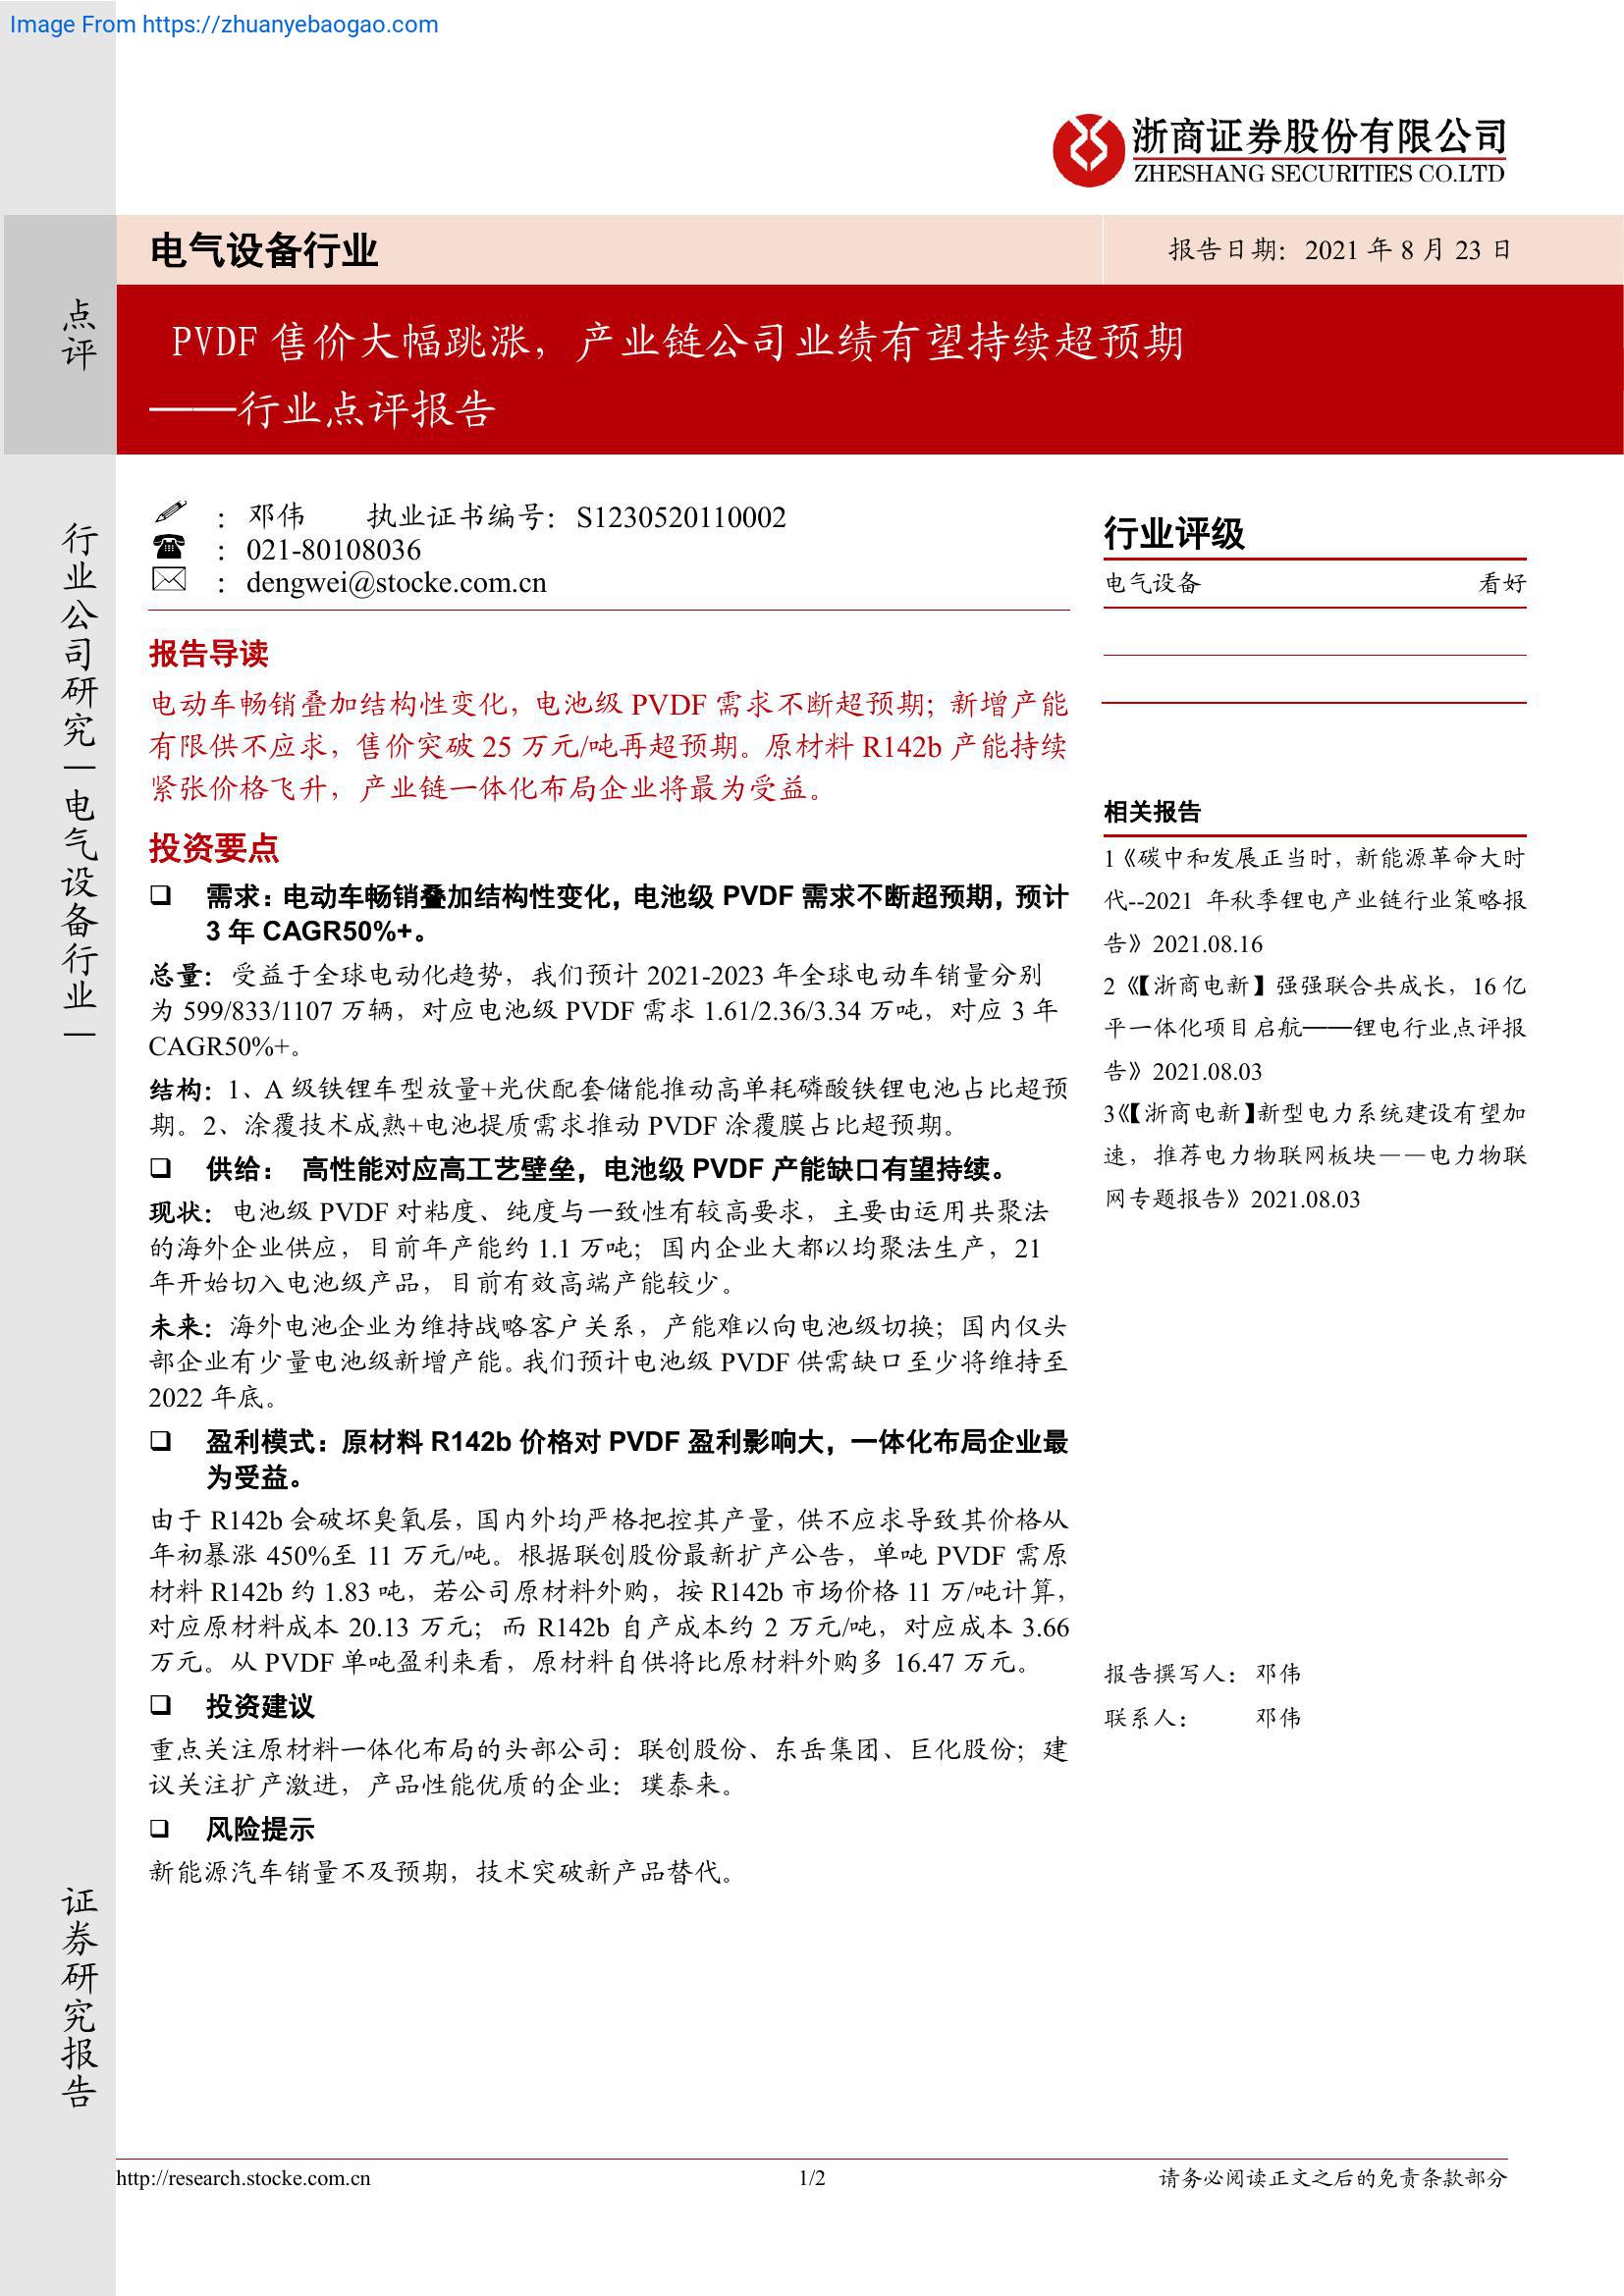 Image From https://zhuanyebaogao.com
浙商证券股份有限公司
ZHESHANG SECURITIES CO.LTD
电气设备行业
报告日期：2021 年 8 月 23 日
点评
PVDF 售价大幅跳涨，产业链公司业绩有望持续超预期
——行业点评报告
行业公司研究|电气设备行业|
：邓伟 执业证书编号：S1230520110002
：021-80108036
：dengwei@stocke.com.cn
报告导读
电动车畅销叠加结构性变化，电池级 PVDF 需求不断超预期；新增产能
有限供不应求，售价突破 25 万元/吨再超预期。原材料 R142b 产能持续
紧张价格飞升，产业链一体化布局企业将最为受益。
投资要点
❑ 需求：电动车畅销叠加结构性变化，电池级 PVDF 需求不断超预期，预计
3 年 CAGR50%+。
总量：受益于全球电动化趋势，我们预计 2021-2023 年全球电动车销量分别
为 599/833/1107 万辆，对应电池级 PVDF 需求 1.61/2.36/3.34 万吨，对应 3 年
CAGR50%+。
结构：1、A 级铁锂车型放量+光伏配套储能推动高单耗磷酸铁锂电池占比超预
期。2、涂覆技术成熟+电池提质需求推动 PVDF 涂覆膜占比超预期。
❑ 供给： 高性能对应高工艺壁垒，电池级 PVDF 产能缺口有望持续。
现状：电池级 PVDF 对粘度、纯度与一致性有较高要求，主要由运用共聚法
的海外企业供应，目前年产能约 1.1 万吨；国内企业大都以均聚法生产，21
年开始切入电池级产品，目前有效高端产能较少。
未来：海外电池企业为维持战略客户关系，产能难以向电池级切换；国内仅头
部企业有少量电池级新增产能。我们预计电池级 PVDF 供需缺口至少将维持至
2022 年底。
❑ 盈利模式：原材料 R142b 价格对 PVDF 盈利影响大，一体化布局企业最
为受益。
由于 R142b 会破坏臭氧层，国内外均严格把控其产量，供不应求导致其价格从
年初暴涨 450%至 11 万元/吨。根据联创股份最新扩产公告，单吨 PVDF 需原
材料 R142b 约 1.83 吨，若公司原材料外购，按 R142b 市场价格 11 万/吨计算，
对应原材料成本 20.13 万元；而 R142b 自产成本约 2 万元/吨，对应成本 3.66
万元。从 PVDF 单吨盈利来看，原材料自供将比原材料外购多 16.47 万元。
❑ 投资建议
重点关注原材料一体化布局的头部公司：联创股份、东岳集团、巨化股份；建
议关注扩产激进，产品性能优质的企业：璞泰来。
❑ 风险提示
新能源汽车销量不及预期，技术突破新产品替代。
行业评级
电气设备 看好
相关报告
1《碳中和发展正当时，新能源革命大时
代--2021 年秋季锂电产业链行业策略报
告》2021.08.16
2《【浙商电新】强强联合共成长，16 亿
平一体化项目启航——锂电行业点评报
告》2021.08.03
3《【浙商电新】新型电力系统建设有望加
速，推荐电力物联网板块——电力物联
网专题报告》2021.08.03
报告撰写人：邓伟
联系人： 邓伟
证券研究报告
http://research.stocke.com.cn
1/2
请务必阅读正文之后的免责条款部分